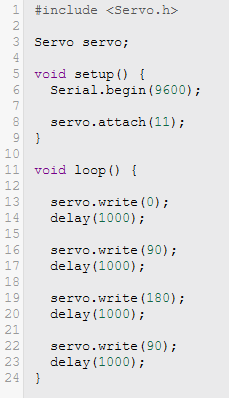 1 #include <Servo.h>
2
3 Servo servo;
4
5 void setup() {
6   Serial.begin(9600);
7
8   servo.attach(11);
9 }
10
11 void loop() {
12
13   servo.write(0);
14   delay(1000);
15
16   servo.write(90);
17   delay(1000);
18
19   servo.write(180);
20   delay(1000);
21
22   servo.write(90);
23   delay(1000);
24 }